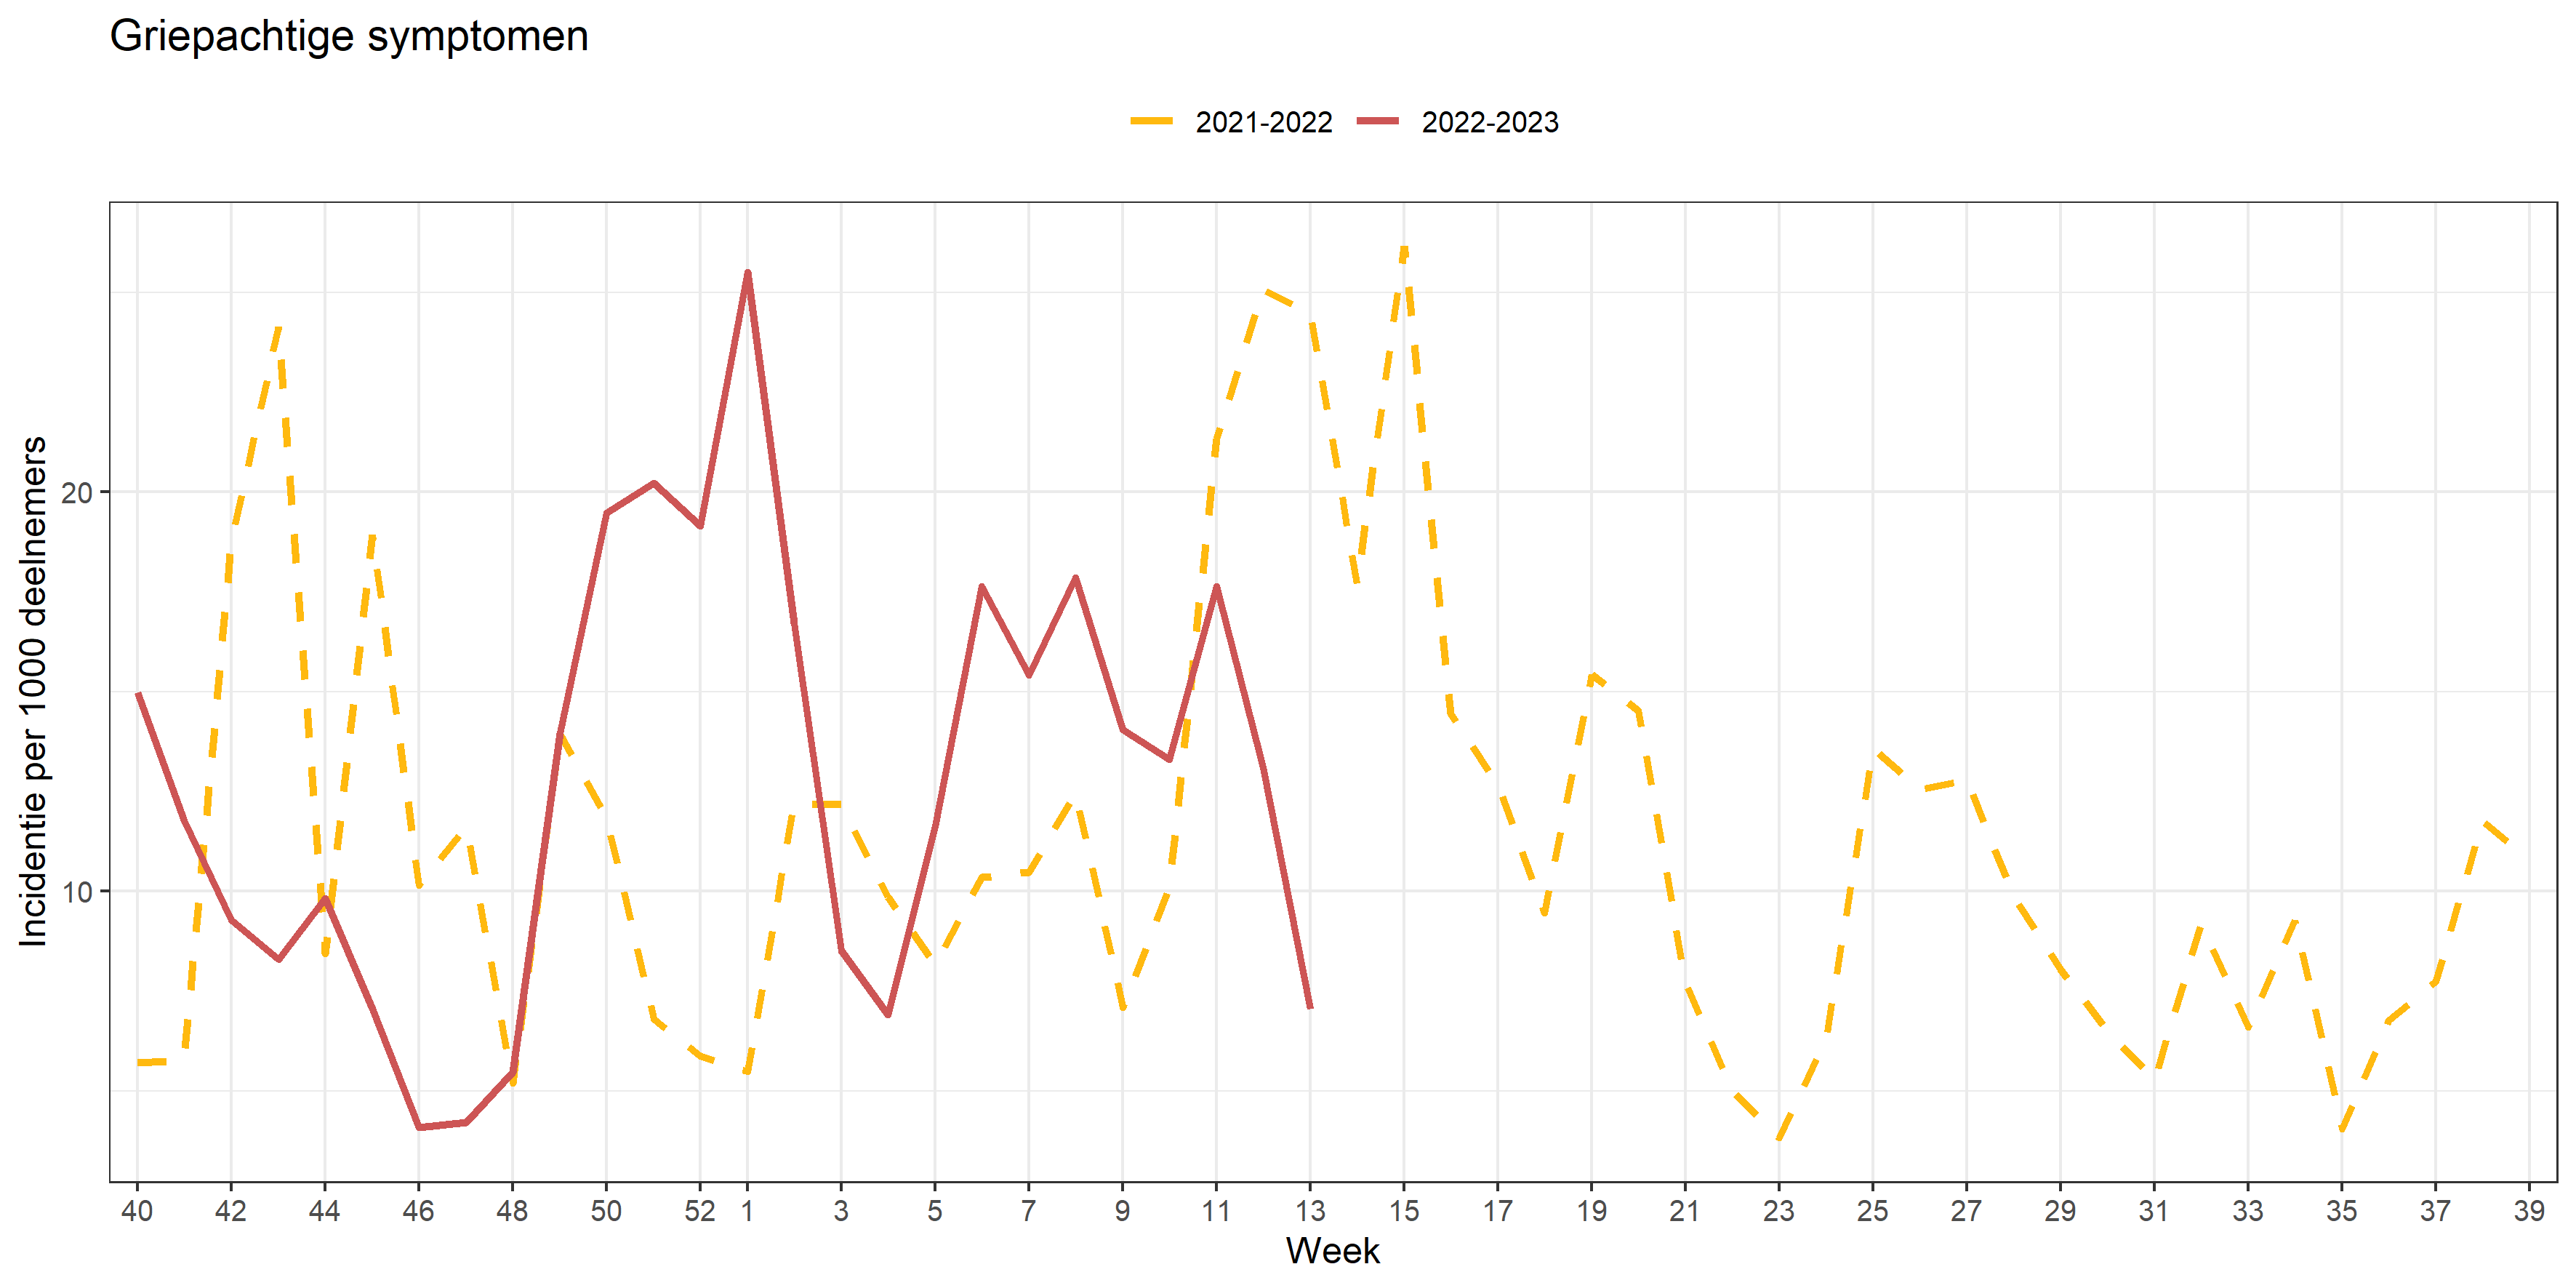 Griepachtige symptomen
2021-2022 2022-2023
Incidentie per 1000 deelnemers
20
10
40 42 44 46 48 50 52 1 3 5 7 9 11 13 15 17 19 21 23 25 27 29 31 33 35 37 39
Week